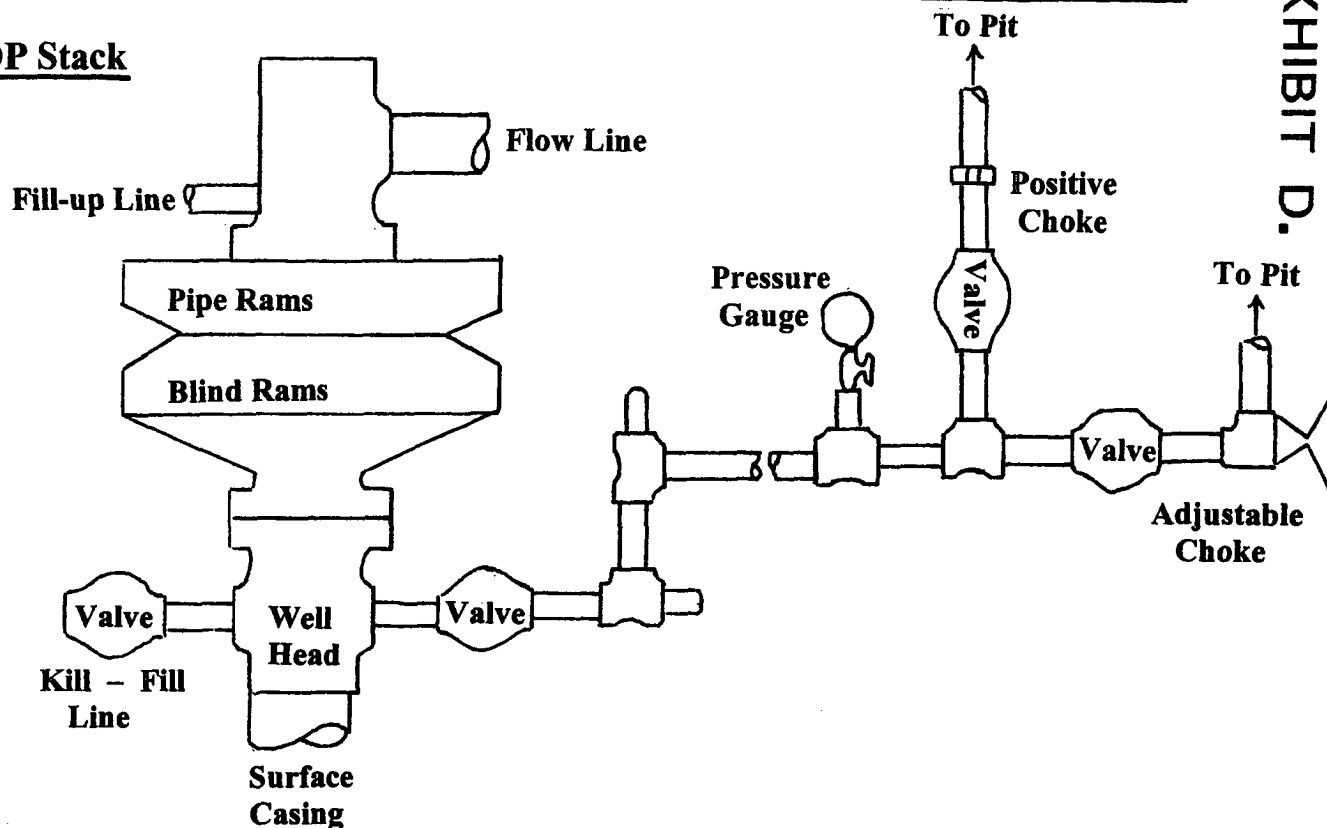 OP Stack
To Pit
KHIBIT D.
Flow Line
Fill-up Line
Positive
Choke
Valve
To Pit
Pressure
Gauge
Pipe Rams
Blind Rams
Valve
Adjustable
Choke
Valve
Well
Head
Valve
Kill – Fill
Line
Surface
Casing